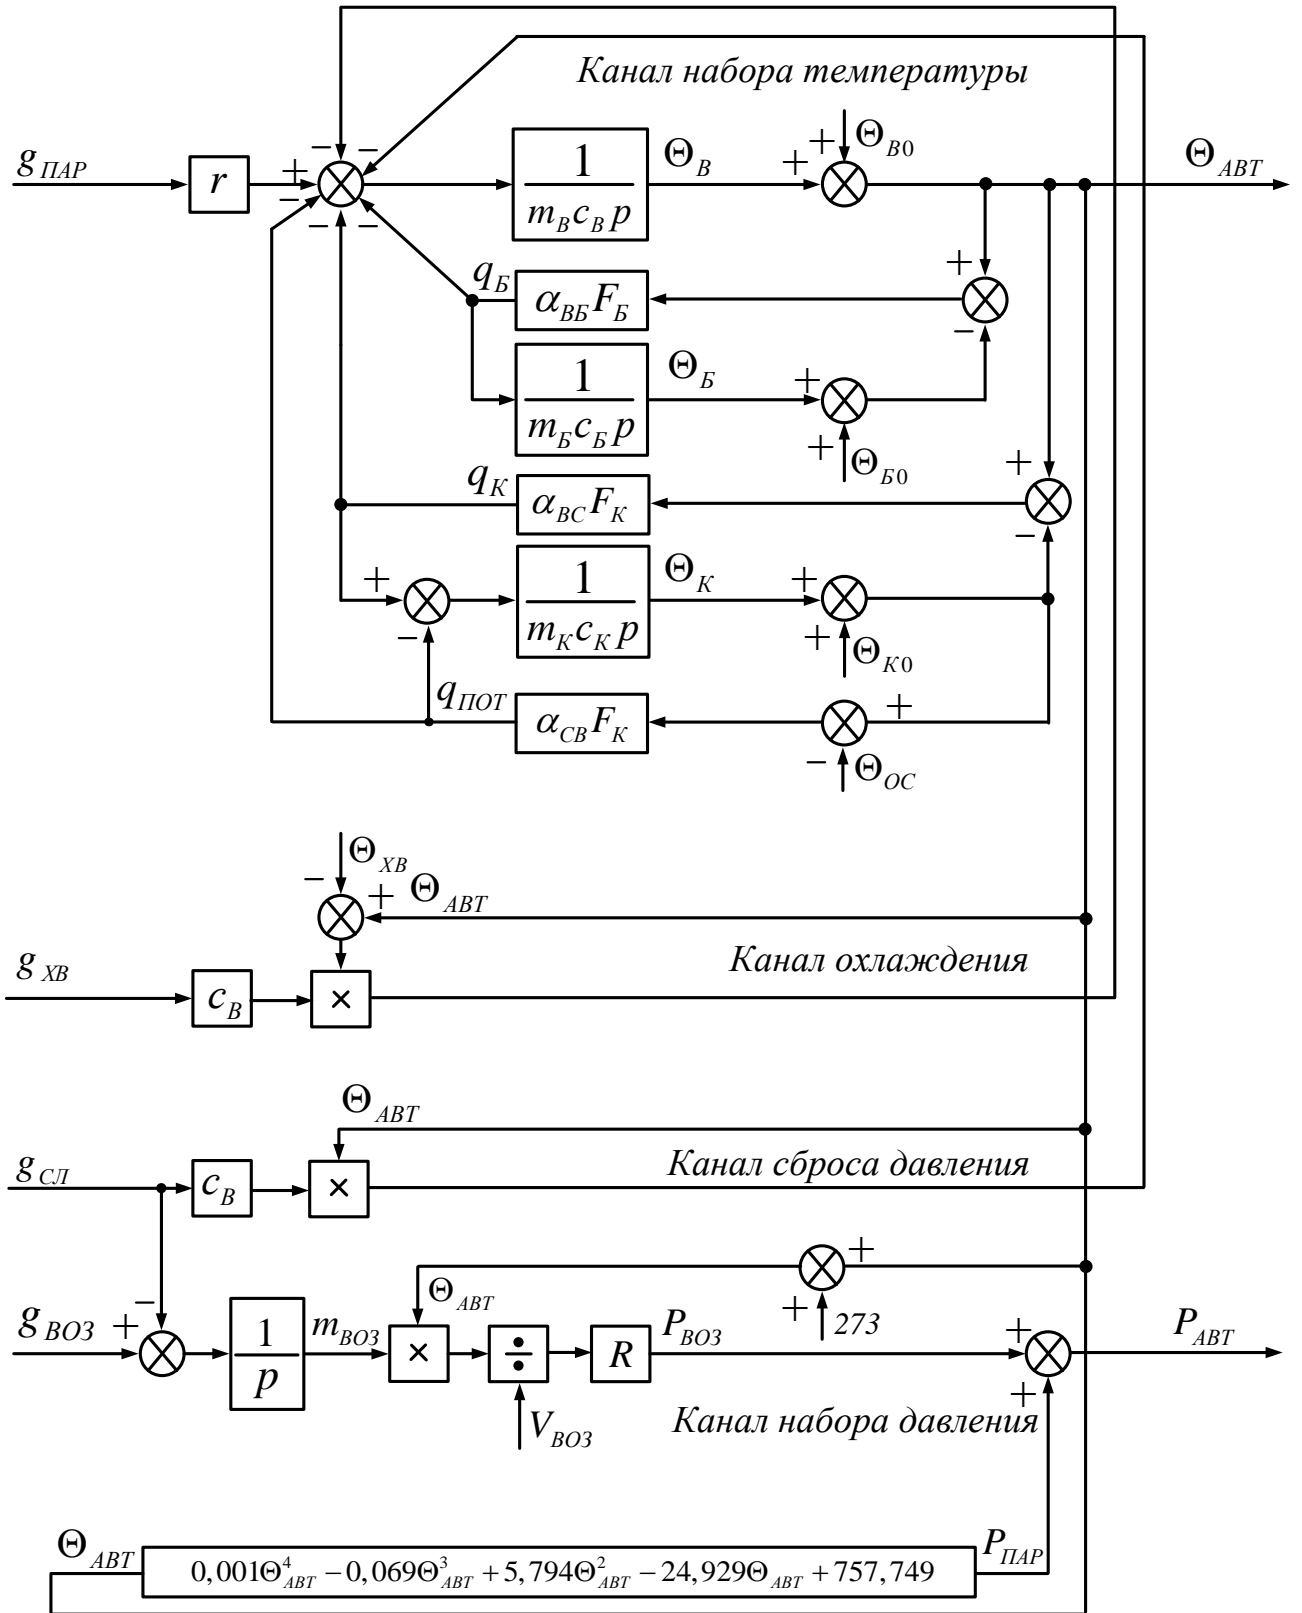 Канал набора температуры
g_ПАР
r
− − + − − −
1
m_В c_В p
Θ_В
+ +
Θ_В0
Θ_АВТ
q_Б
α_ВБ F_Б
+ −
1
m_Б c_Б p
Θ_Б
+ +
Θ_Б0
q_К
α_ВС F_К
+ −
+ −
1
m_К c_К p
Θ_К
+ +
Θ_К0
q_ПОТ
α_СВ F_К
+ −
Θ_ОС
Θ_ХВ
− + Θ_АВТ
Канал охлаждения
g_ХВ
c_В
×
Θ_АВТ
Канал сброса давления
g_СЛ
c_В
×
+ +
273
g_ВОЗ
− +
1
p
m_ВОЗ
Θ_АВТ
×
÷
R
P_ВОЗ
+ +
P_АВТ
V_ВОЗ
Канал набора давления
Θ_АВТ
0,001Θ⁴_АВТ − 0,069Θ³_АВТ + 5,794Θ²_АВТ − 24,929Θ_АВТ + 757,749
P_ПАР